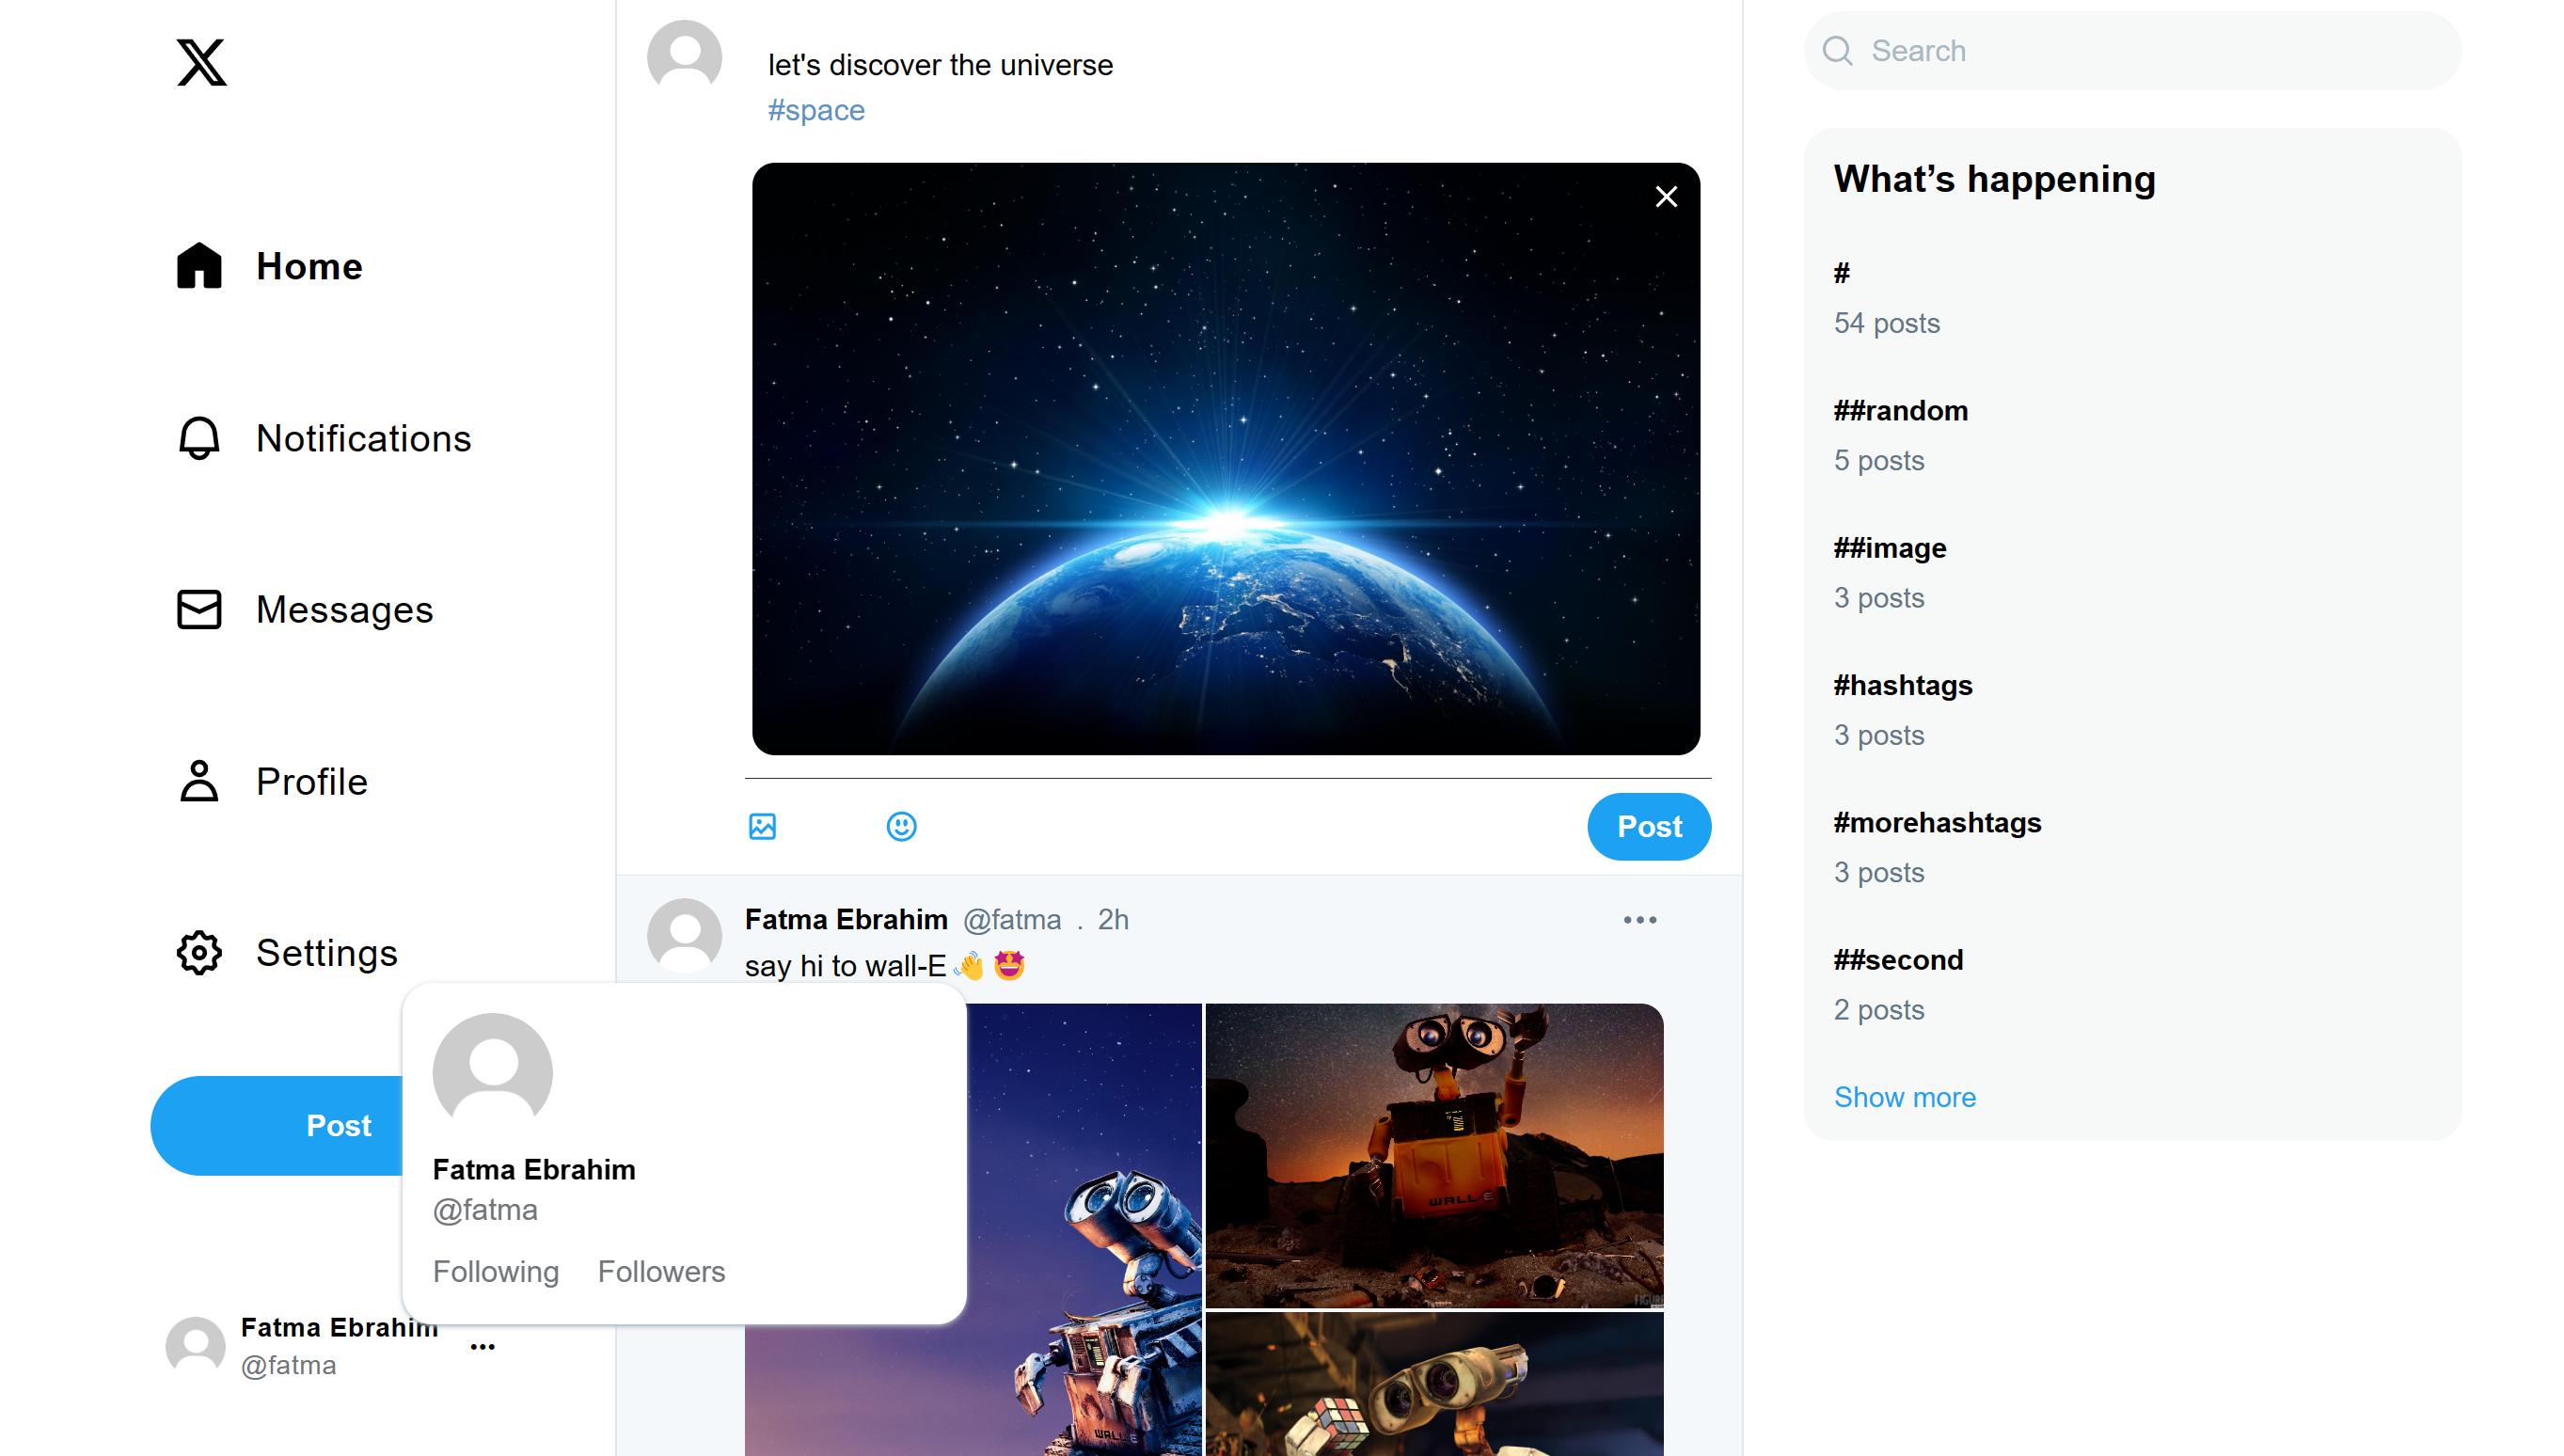 Home
Notifications
Messages
Profile
Settings
Post
Fatma Ebrahim
@fatma
let's discover the universe
#space
Post
Fatma Ebrahim @fatma . 2h
say hi to wall-E 👋 🤩
Fatma Ebrahim
@fatma
Following Followers
WALL-E
WALL-E
Search
What’s happening
#
54 posts
##random
5 posts
##image
3 posts
#hashtags
3 posts
#morehashtags
3 posts
##second
2 posts
Show more